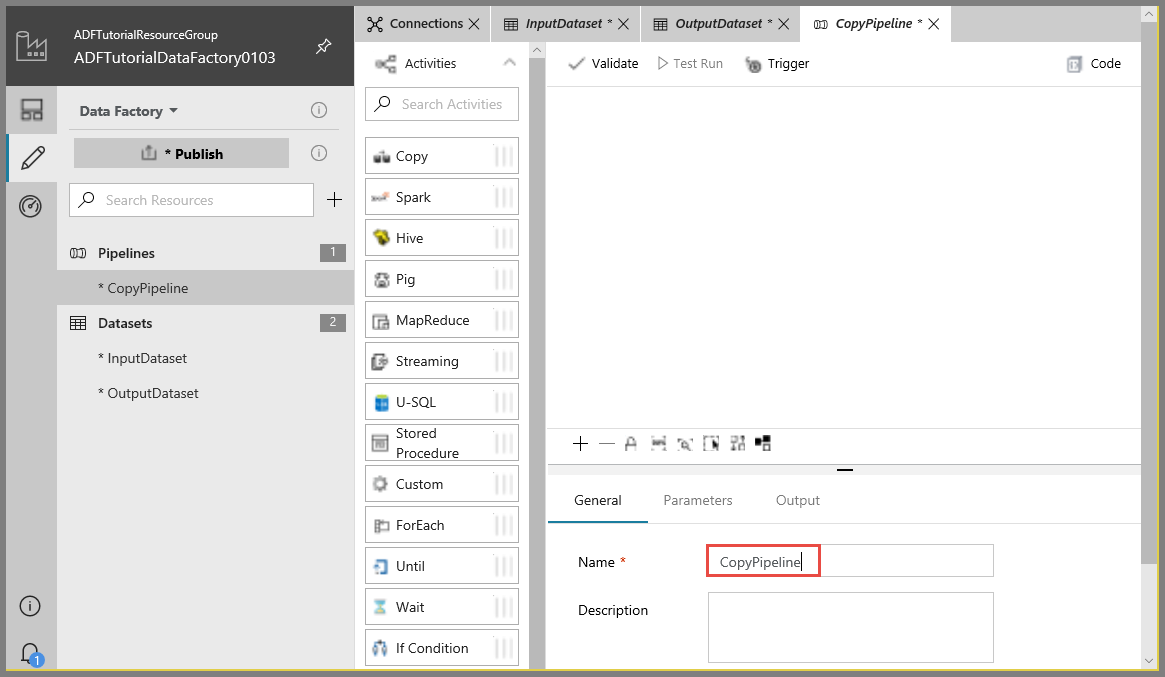 ADFTutorialResourceGroup
ADFTutorialDataFactory0103
Connections
InputDataset *
OutputDataset *
CopyPipeline *
Data Factory
* Publish
Search Resources
Pipelines
1
* CopyPipeline
Datasets
2
* InputDataset
* OutputDataset
1
Activities
Search Activities
Copy
Spark
Hive
Pig
MapReduce
Streaming
U-SQL
Stored
Procedure
Custom
ForEach
Until
Wait
If Condition
Validate
Test Run
Trigger
Code
General
Parameters
Output
Name *
CopyPipeline
Description